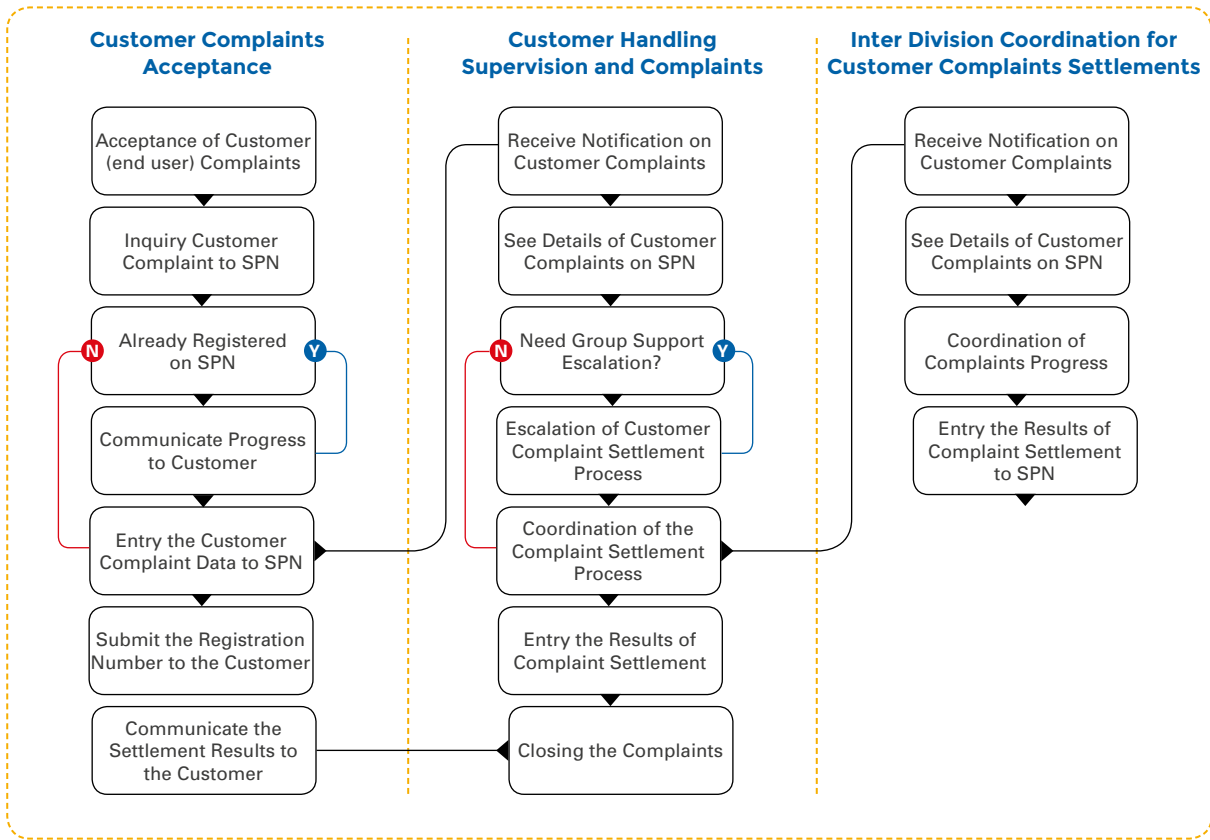 Customer Complaints
Acceptance
Acceptance of Customer
(end user) Complaints
Inquiry Customer
Complaint to SPN
N
Already Registered
on SPN
Y
Communicate Progress
to Customer
Entry the Customer
Complaint Data to SPN
Submit the Registration
Number to the Customer
Communicate the
Settlement Results to
the Customer
Customer Handling
Supervision and Complaints
Receive Notification on
Customer Complaints
See Details of Customer
Complaints on SPN
N
Need Group Support
Escalation?
Y
Escalation of Customer
Complaint Settlement
Process
Coordination of the
Complaint Settlement
Process
Entry the Results of
Complaint Settlement
Closing the Complaints
Inter Division Coordination for
Customer Complaints Settlements
Receive Notification on
Customer Complaints
See Details of Customer
Complaints on SPN
Coordination of
Complaints Progress
Entry the Results of
Complaint Settlement
to SPN